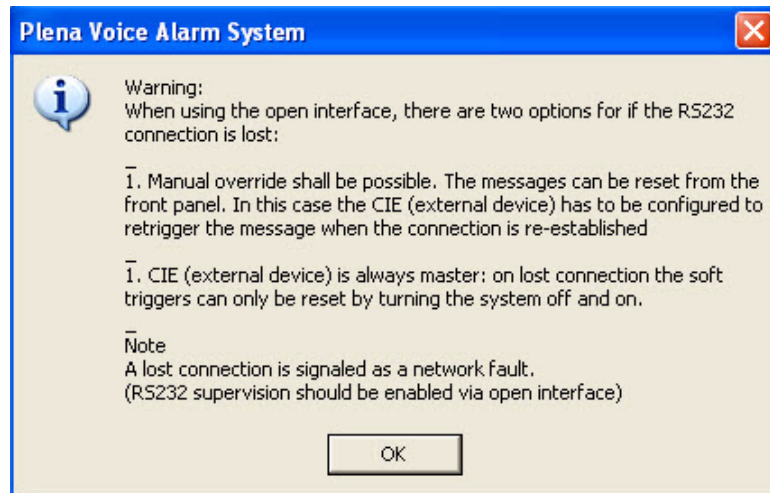 Plena Voice Alarm System
Warning:
When using the open interface, there are two options for if the RS232
connection is lost:
_
1. Manual override shall be possible. The messages can be reset from the
front panel. In this case the CIE (external device) has to be configured to
retrigger the message when the connection is re-established
_
1. CIE (external device) is always master: on lost connection the soft
triggers can only be reset by turning the system off and on.
_
Note
A lost connection is signaled as a network fault.
(RS232 supervision should be enabled via open interface)
OK